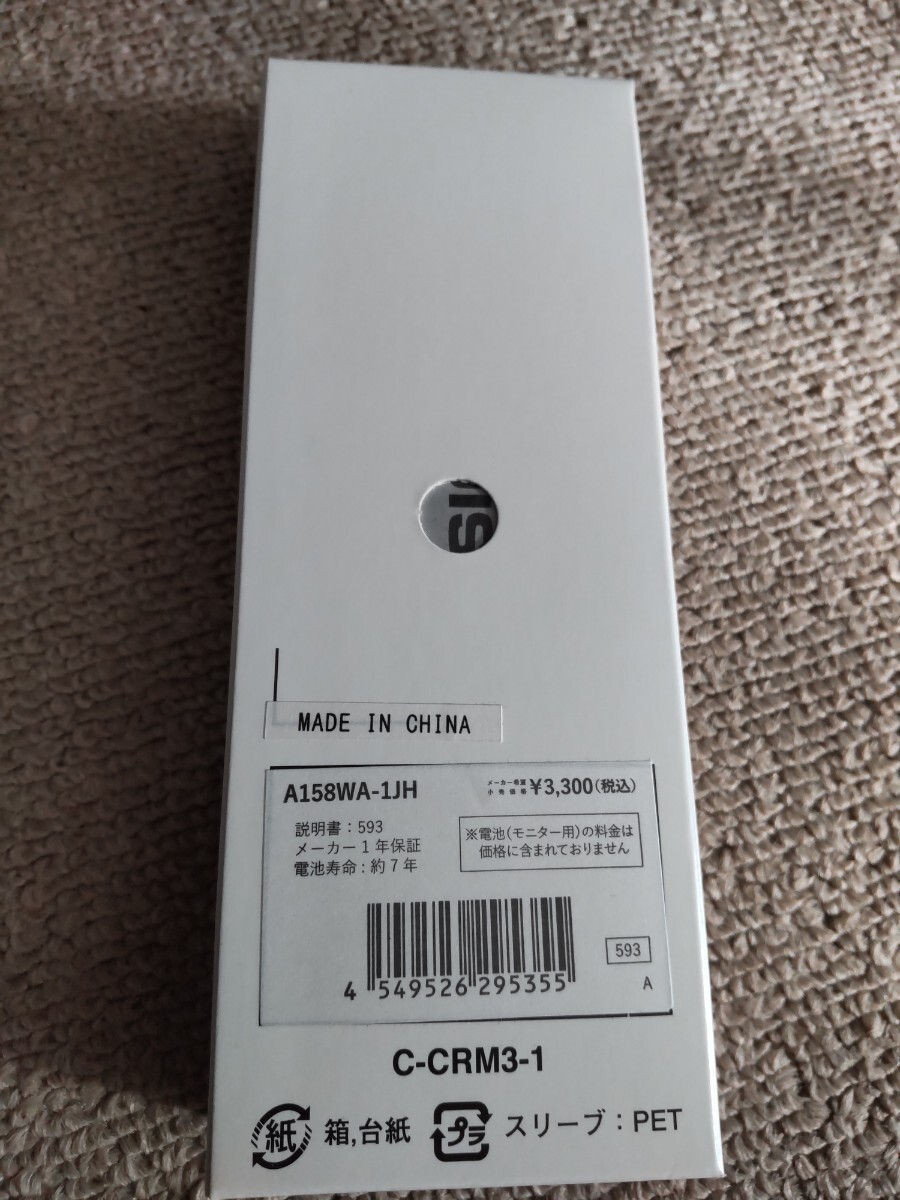 SI
MADE IN CHINA
A158WA-1JH
メーカー希望
小売価格 ¥3,300(税込)
説明書:593
メーカー1年保証
電池寿命:約7年
※電池(モニター用)の料金は
価格に含まれておりません
593
4 549526 295355
A
C-CRM3-1
紙 箱,台紙 プラ スリーブ:PET